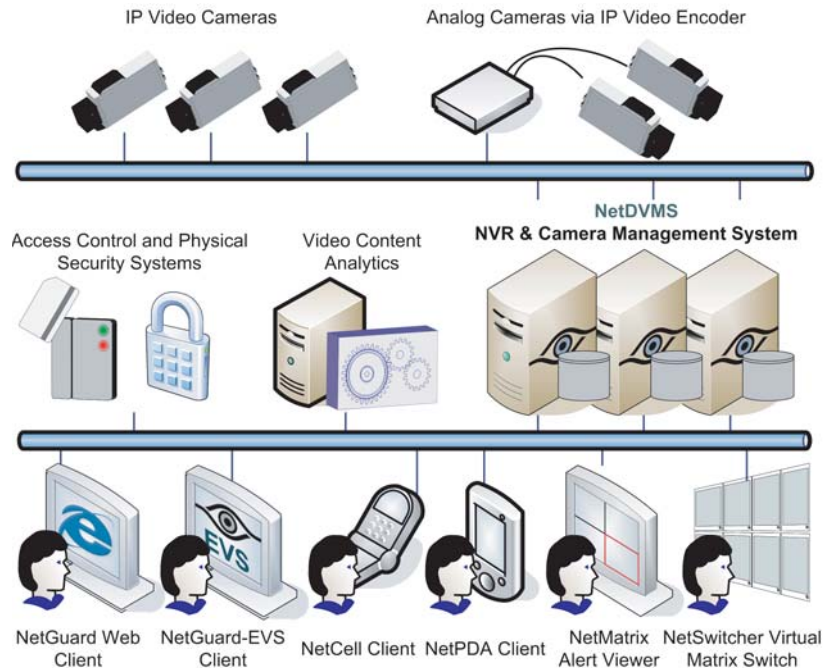 IP Video Cameras
Analog Cameras via IP Video Encoder
NetDVMS
NVR & Camera Management System
Access Control and Physical
Security Systems
Video Content
Analytics
EVS
NetGuard Web
Client
NetGuard-EVS
Client
NetCell Client
NetPDA Client
NetMatrix
Alert Viewer
NetSwitcher Virtual
Matrix Switch